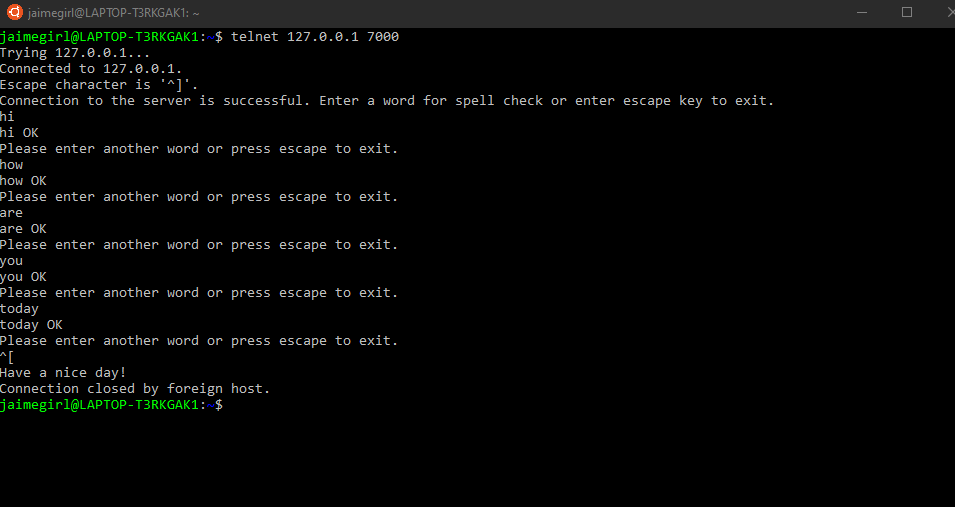 jaimegirl@LAPTOP-T3RKGAK1: ~
jaimegirl@LAPTOP-T3RKGAK1:~$ telnet 127.0.0.1 7000
Trying 127.0.0.1...
Connected to 127.0.0.1.
Escape character is '^]'.
Connection to the server is successful. Enter a word for spell check or enter escape key to exit.
hi
hi OK
Please enter another word or press escape to exit.
how
how OK
Please enter another word or press escape to exit.
are
are OK
Please enter another word or press escape to exit.
you
you OK
Please enter another word or press escape to exit.
today
today OK
Please enter another word or press escape to exit.
^[
Have a nice day!
Connection closed by foreign host.
jaimegirl@LAPTOP-T3RKGAK1:~$